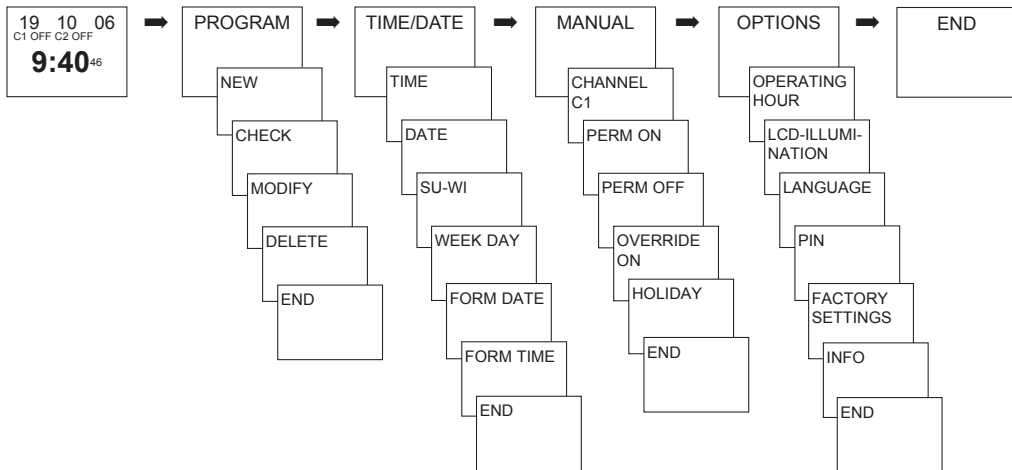 19 10 06
C1 OFF C2 OFF
9:40 46
PROGRAM
NEW
CHECK
MODIFY
DELETE
END
TIME/DATE
TIME
DATE
SU-WI
WEEK DAY
FORM DATE
FORM TIME
END
MANUAL
CHANNEL
C1
PERM ON
PERM OFF
OVERRIDE
ON
HOLIDAY
END
OPTIONS
OPERATING
HOUR
LCD-ILLUMI-
NATION
LANGUAGE
PIN
FACTORY
SETTINGS
INFO
END
END